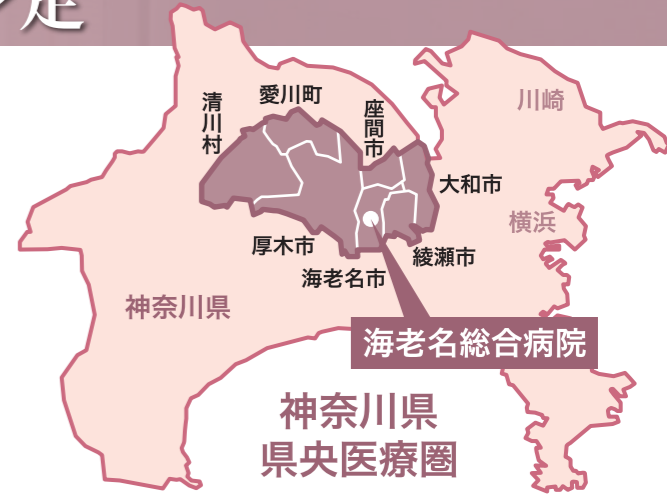 定
清川村
愛川町
座間市
川崎
大和市
横浜
厚木市
綾瀬市
海老名市
神奈川県
海老名総合病院
神奈川県
県央医療圏